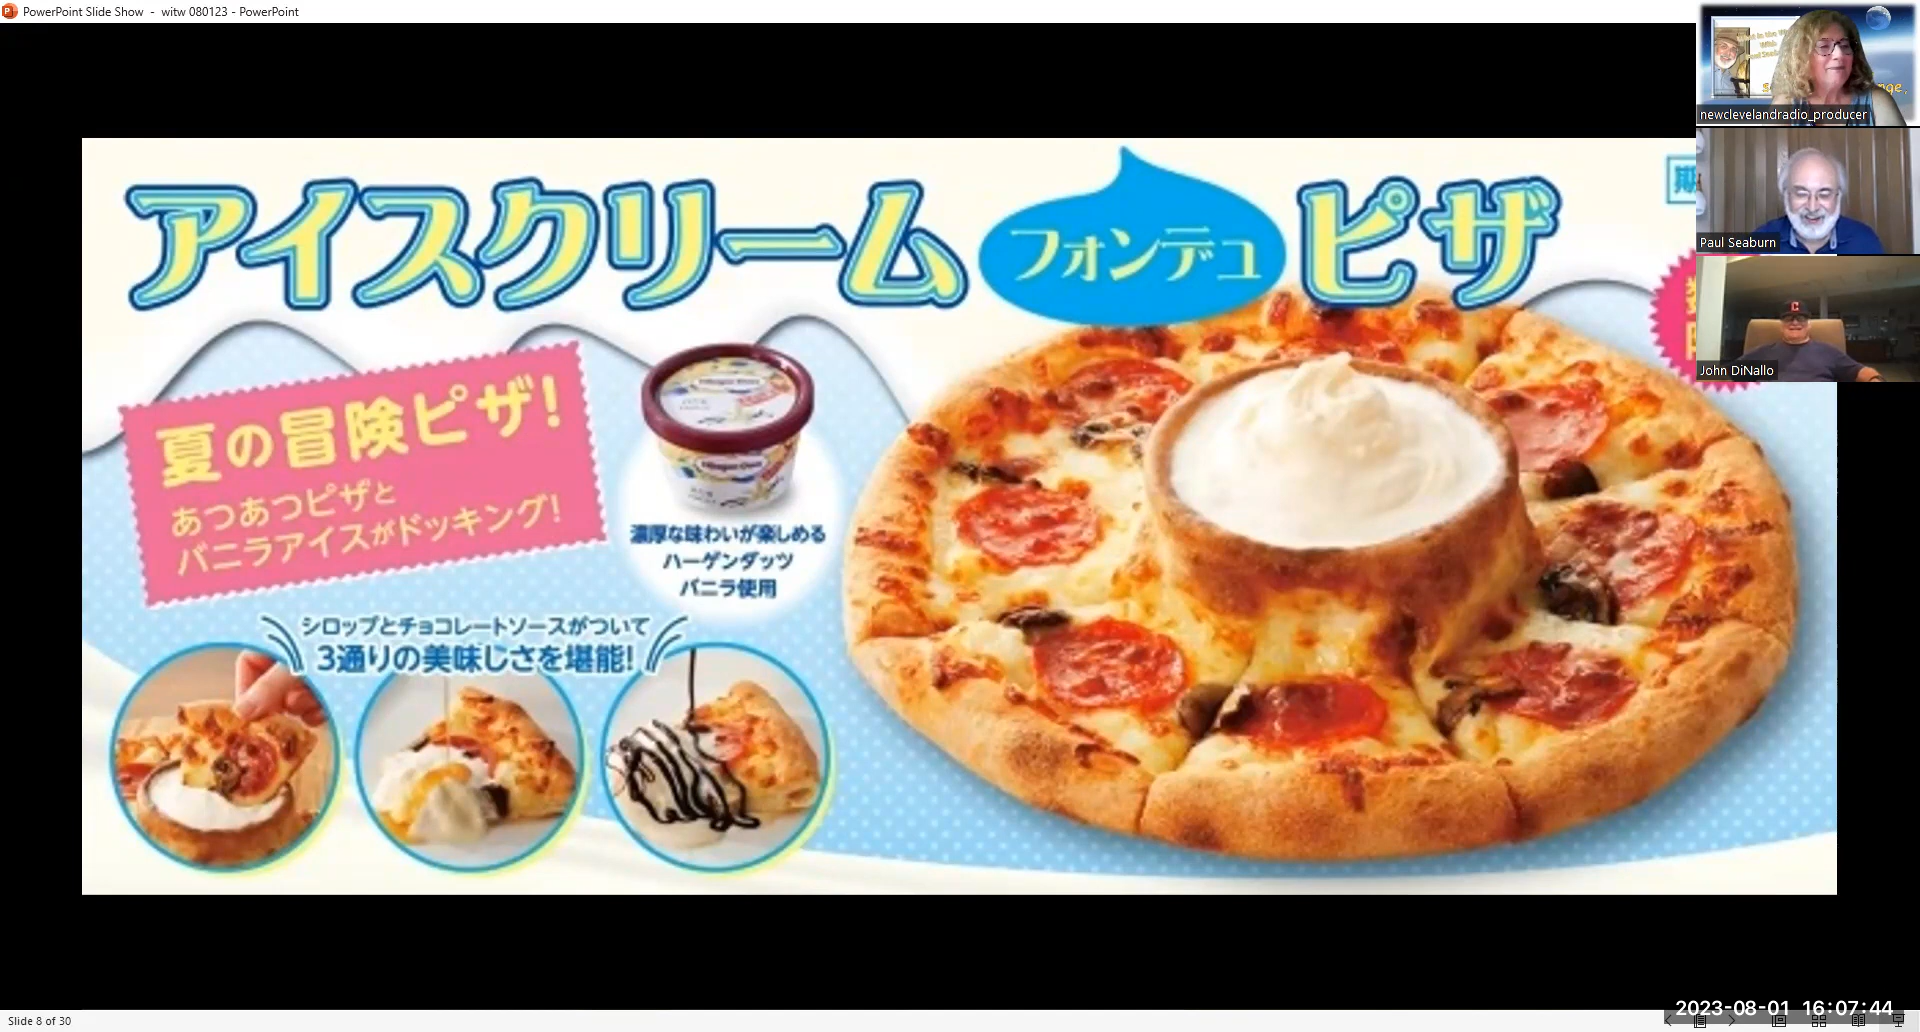 PowerPoint Slide Show - witw 080123 - PowerPoint
newclevelandradio_producer
Paul Seaburn
John DiNallo
アイスクリーム フォンデュ ピザ
夏の冒険ピザ!
あつあつピザと
バニラアイスがドッキング!
Häagen-Dazs
Häagen-Dazs
濃厚な味わいが楽しめる
ハーゲンダッツ
バニラ使用
シロップとチョコレートソースがついて
3通りの美味しさを堪能!
C
2023-08-01 16:07:44
Slide 8 of 30